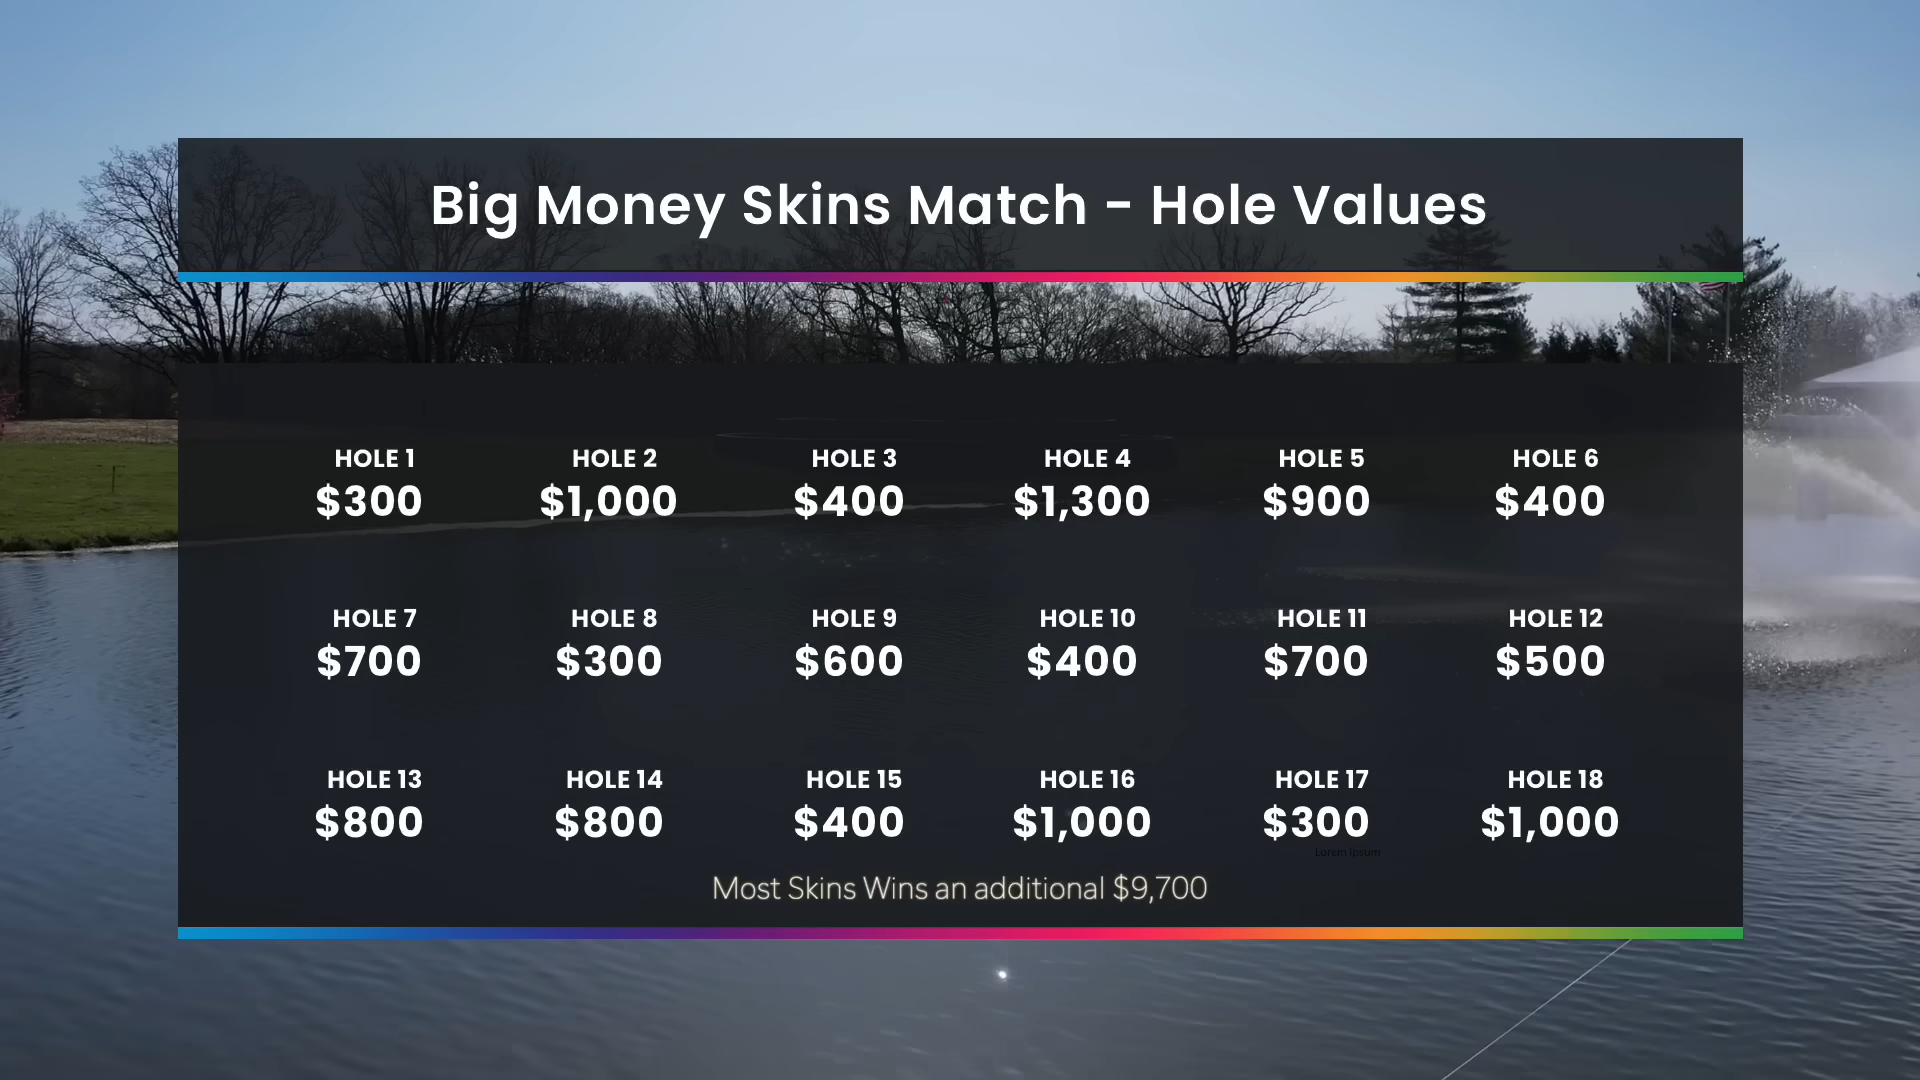 Big Money Skins Match - Hole Values
HOLE 1 HOLE 2 HOLE 3 HOLE 4 HOLE 5 HOLE 6
$300 $1,000 $400 $1,300 $900 $400
HOLE 7 HOLE 8 HOLE 9 HOLE 10 HOLE 11 HOLE 12
$700 $300 $600 $400 $700 $500
HOLE 13 HOLE 14 HOLE 15 HOLE 16 HOLE 17 HOLE 18
$800 $800 $400 $1,000 $300 $1,000
Lorem Ipsum
Most Skins Wins an additional $9,700